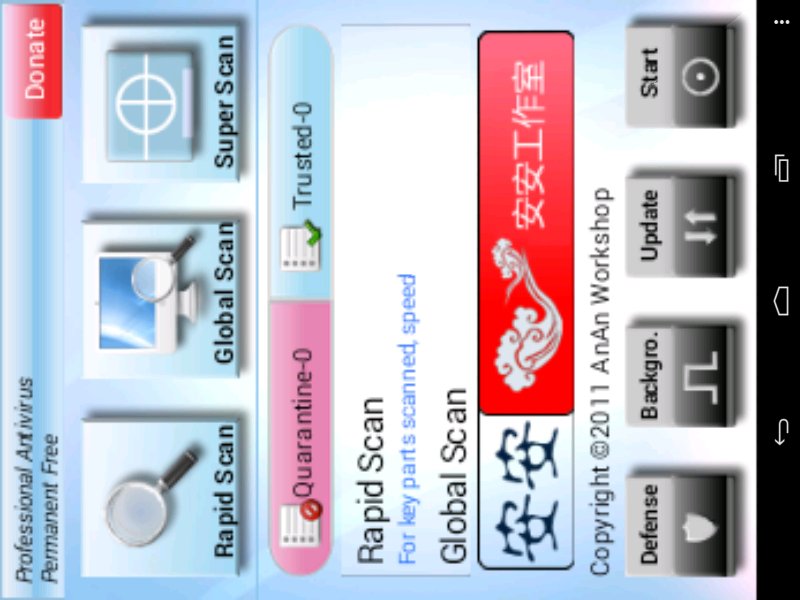 Professional Antivirus
Permanent Free
Donate
Rapid Scan
Global Scan
Super Scan
Quarantine-0
Trusted-0
Rapid Scan
For key parts scanned, speed
Global Scan
安安
安安工作室
Copyright ©2011 AnAn Workshop
Defense
Backgro.
Update
Start